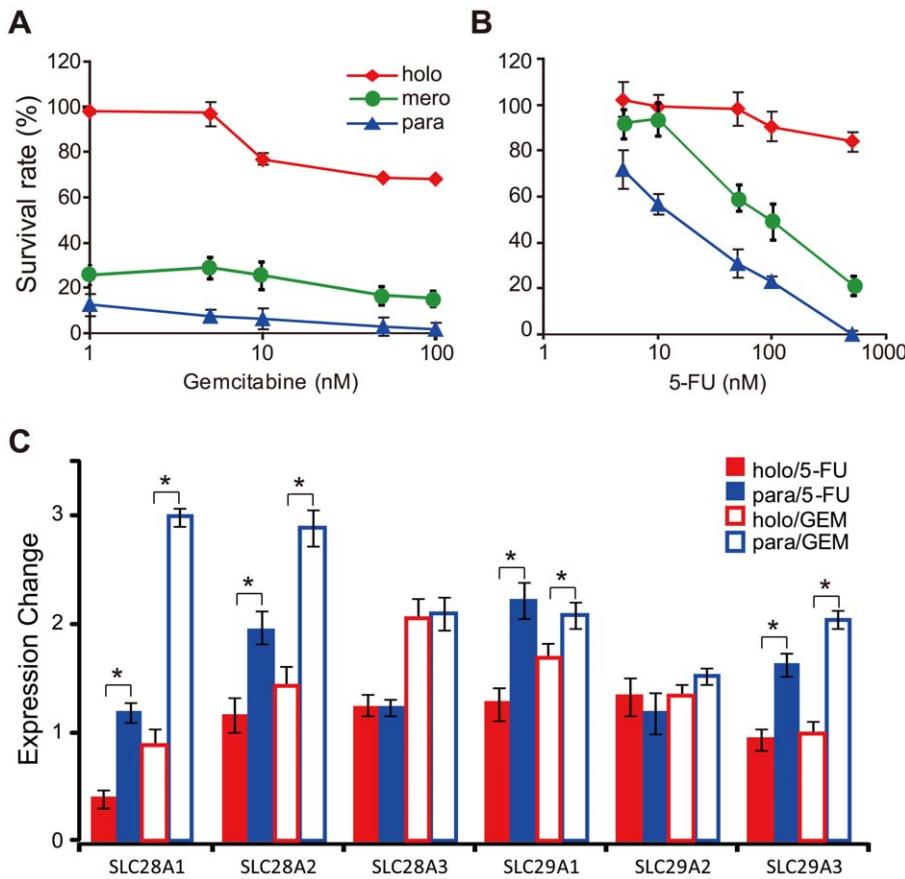 A
120
100
80
60
40
20
0
Survival rate (%)
holo
mero
para
1
10
100
Gemcitabine (nM)
B
120
100
80
60
40
20
0
1
10
100
1000
5-FU (nM)
C
3
2
1
0
Expression Change
holo/5-FU
para/5-FU
holo/GEM
para/GEM
*
*
*
*
*
*
*
*
SLC28A1
SLC28A2
SLC28A3
SLC29A1
SLC29A2
SLC29A3